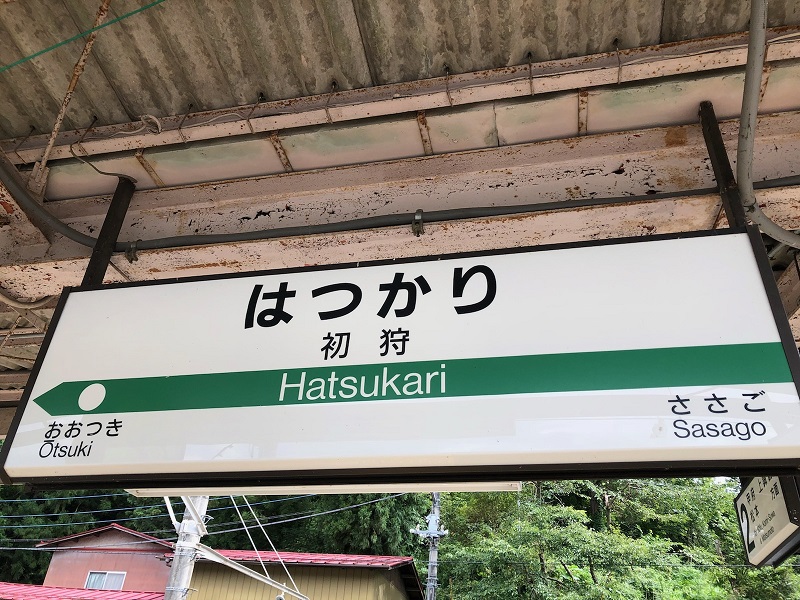 はつかり
初狩
Hatsukari
おおつき
Ōtsuki
ささご
Sasago
2